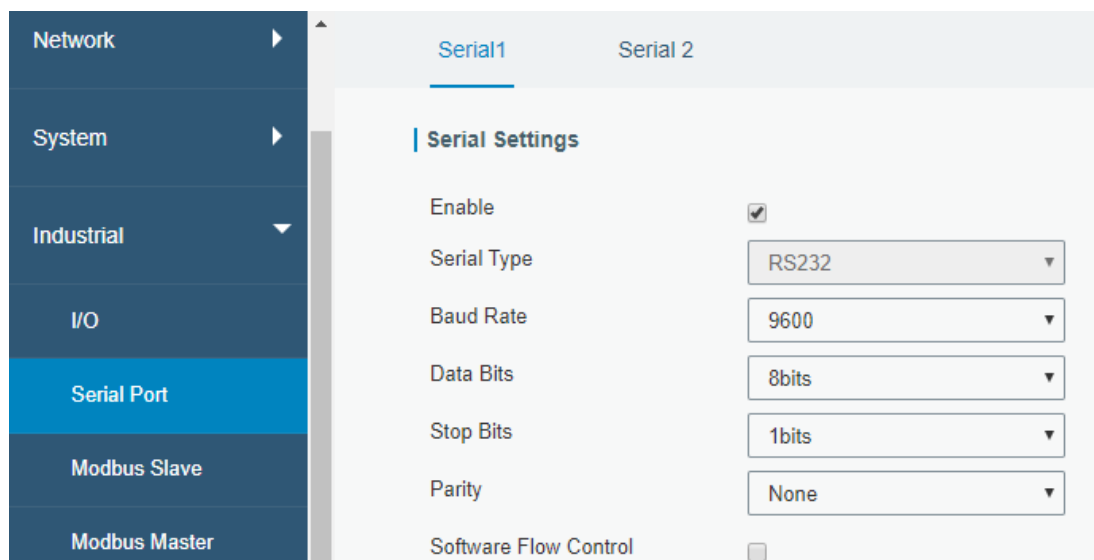 Network
System
Industrial
I/O
Serial Port
Modbus Slave
Modbus Master
Serial1 Serial 2
Serial Settings
Enable
Serial Type RS232
Baud Rate 9600
Data Bits 8bits
Stop Bits 1bits
Parity None
Software Flow Control